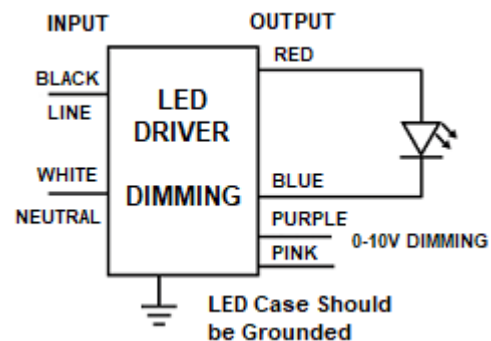 INPUT
OUTPUT
BLACK
LINE
WHITE
NEUTRAL
LED
DRIVER
DIMMING
RED
BLUE
PURPLE
PINK
0-10V DIMMING
LED Case Should
be Grounded